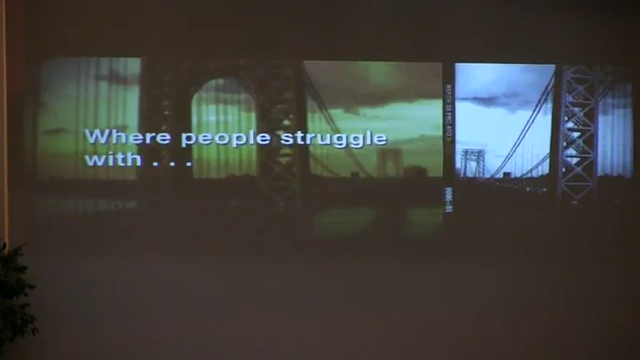 Where people struggle
with . . .